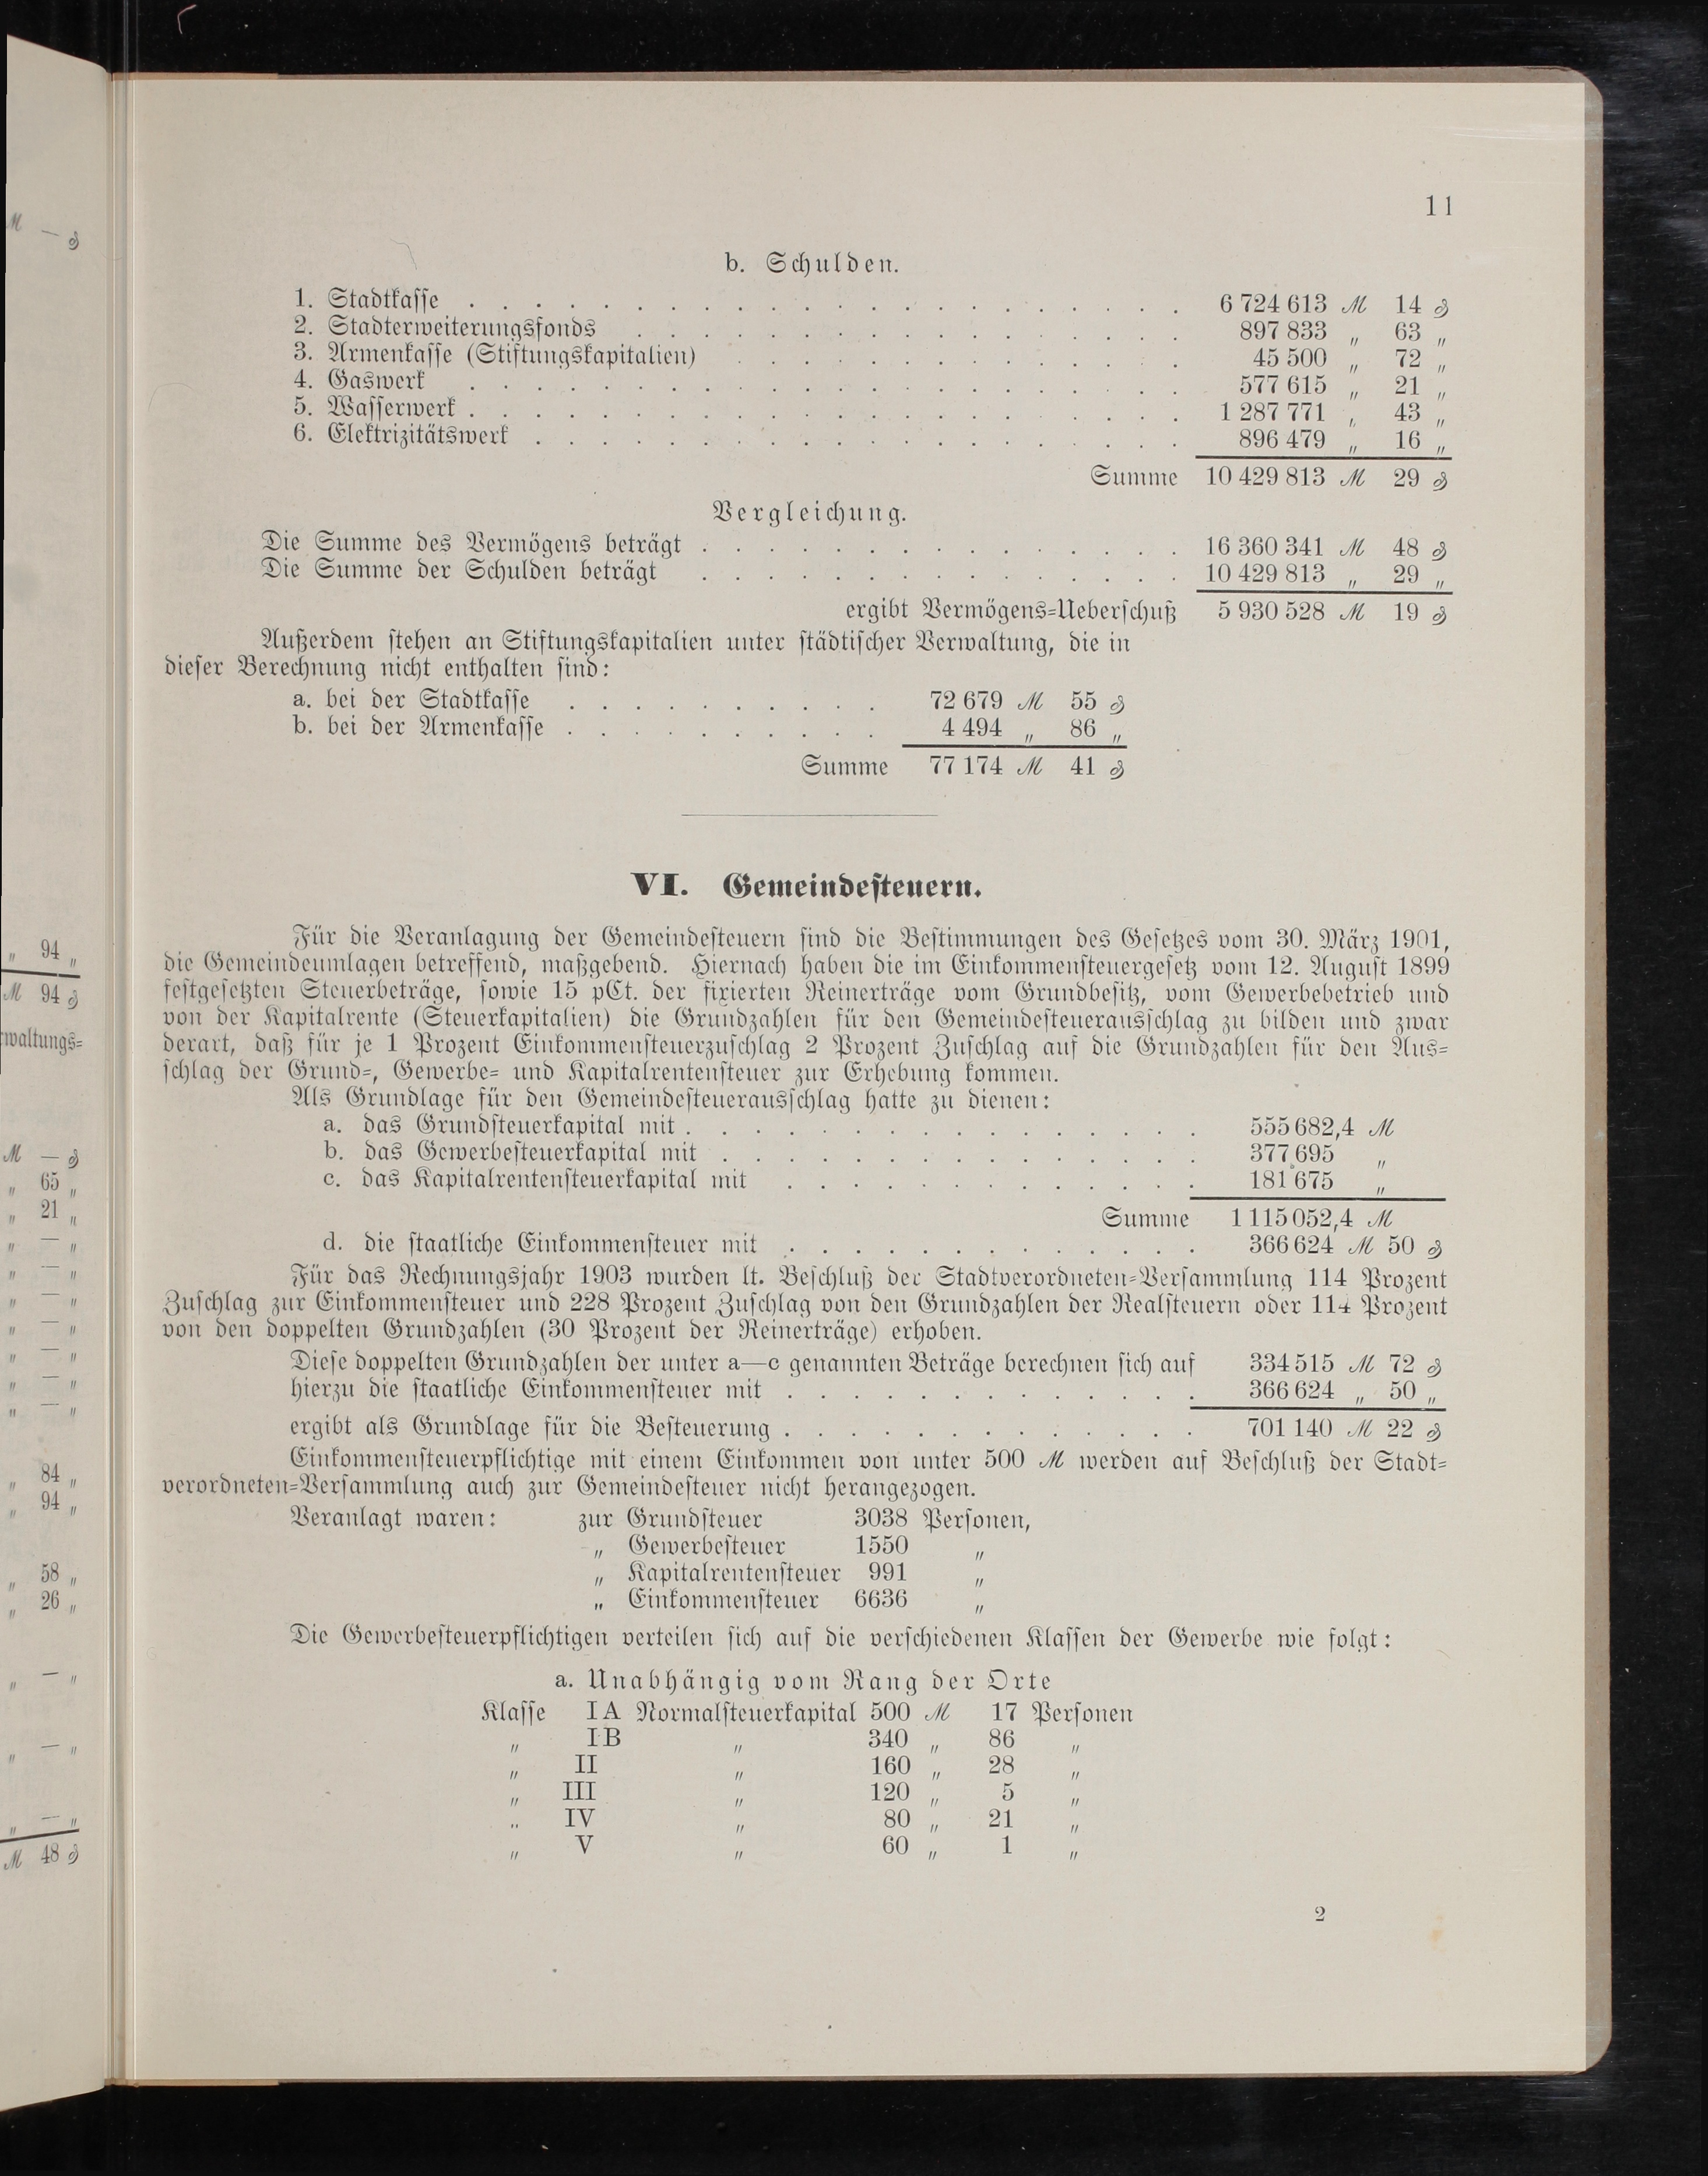 11
b. Schulden.
1. Stadtkasse . . . . . . . . . . . . . . . . . . . . . . 6 724 613 ℳ 14 ₰
2. Stadterweiterungsfonds . . . . . . . . . . . . . . . . . 897 833 „ 63 „
3. Armenkasse (Stiftungskapitalien) . . . . . . . . . . . . . . 45 500 „ 72 „
4. Gaswerk . . . . . . . . . . . . . . . . . . . . . . 577 615 „ 21 „
5. Wasserwerk . . . . . . . . . . . . . . . . . . . . . . 1 287 771 „ 43 „
6. Elektrizitätswerk . . . . . . . . . . . . . . . . . . . . 896 479 „ 16 „
Summe 10 429 813 ℳ 29 ₰
Vergleichung.
Die Summe des Vermögens beträgt . . . . . . . . . . . . . . . 16 360 341 ℳ 48 ₰
Die Summe der Schulden beträgt . . . . . . . . . . . . . . . 10 429 813 „ 29 „
ergibt Vermögens-Ueberschuß 5 930 528 ℳ 19 ₰
Außerdem stehen an Stiftungskapitalien unter städtischer Verwaltung, die in
dieser Berechnung nicht enthalten sind:
a. bei der Stadtkasse . . . . . . . . . . 72 679 ℳ 55 ₰
b. bei der Armenkasse . . . . . . . . . . 4 494 „ 86 „
Summe 77 174 ℳ 41 ₰
VI. Gemeindesteuern.
Für die Veranlagung der Gemeindesteuern sind die Bestimmungen des Gesetzes vom 30. März 1901,
die Gemeindeumlagen betreffend, maßgebend. Hiernach haben die im Einkommensteuergesetz vom 12. August 1899
festgesetzten Steuerbeträge, sowie 15 pCt. der fixierten Reinerträge vom Grundbesitz, vom Gewerbebetrieb und
von der Kapitalrente (Steuerkapitalien) die Grundzahlen für den Gemeindesteuerausschlag zu bilden und zwar
derart, daß für je 1 Prozent Einkommensteuerzuschlag 2 Prozent Zuschlag auf die Grundzahlen für den Aus-
schlag der Grund-, Gewerbe- und Kapitalrentensteuer zur Erhebung kommen.
Als Grundlage für den Gemeindesteuerausschlag hatte zu dienen:
a. das Grundsteuerkapital mit . . . . . . . . . . . . . . . . 555 682,4 ℳ
b. das Gewerbesteuerkapital mit . . . . . . . . . . . . . . . 377 695 „
c. das Kapitalrentensteuerkapital mit . . . . . . . . . . . . . 181 675 „
Summe 1 115 052,4 ℳ
d. die staatliche Einkommensteuer mit . . . . . . . . . . . . . 366 624 ℳ 50 ₰
Für das Rechnungsjahr 1903 wurden lt. Beschluß der Stadtverordneten-Versammlung 114 Prozent
Zuschlag zur Einkommensteuer und 228 Prozent Zuschlag von den Grundzahlen der Realsteuern oder 114 Prozent
von den doppelten Grundzahlen (30 Prozent der Reinerträge) erhoben.
Diese doppelten Grundzahlen der unter a—c genannten Beträge berechnen sich auf 334 515 ℳ 72 ₰
hierzu die staatliche Einkommensteuer mit . . . . . . . . . . . . . 366 624 „ 50 „
ergibt als Grundlage für die Besteuerung . . . . . . . . . . . . . 701 140 ℳ 22 ₰
Einkommensteuerpflichtige mit einem Einkommen von unter 500 ℳ werden auf Beschluß der Stadt-
verordneten-Versammlung auch zur Gemeindesteuer nicht herangezogen.
Veranlagt waren: zur Grundsteuer 3038 Personen,
„ Gewerbesteuer 1550 „
„ Kapitalrentensteuer 991 „
„ Einkommensteuer 6636 „
Die Gewerbesteuerpflichtigen verteilen sich auf die verschiedenen Klassen der Gewerbe wie folgt:
a. Unabhängig vom Rang der Orte
Klasse I A Normalsteuerkapital 500 ℳ 17 Personen
„ I B „ 340 „ 86 „
„ II „ 160 „ 28 „
„ III „ 120 „ 5 „
„ IV „ 80 „ 21 „
„ V „ 60 „ 1 „
2
ℳ — ₰
„ 94 „
ℳ 94 ₰
rwaltungs-
ℳ — ₰
„ 65 „
„ 21 „
„ — „
„ — „
„ — „
„ — „
„ — „
„ — „
„ — „
„ 84 „
„ 94 „
„ 58 „
„ 26 „
„ — „
„ — „
„ — „
ℳ 48 ₰